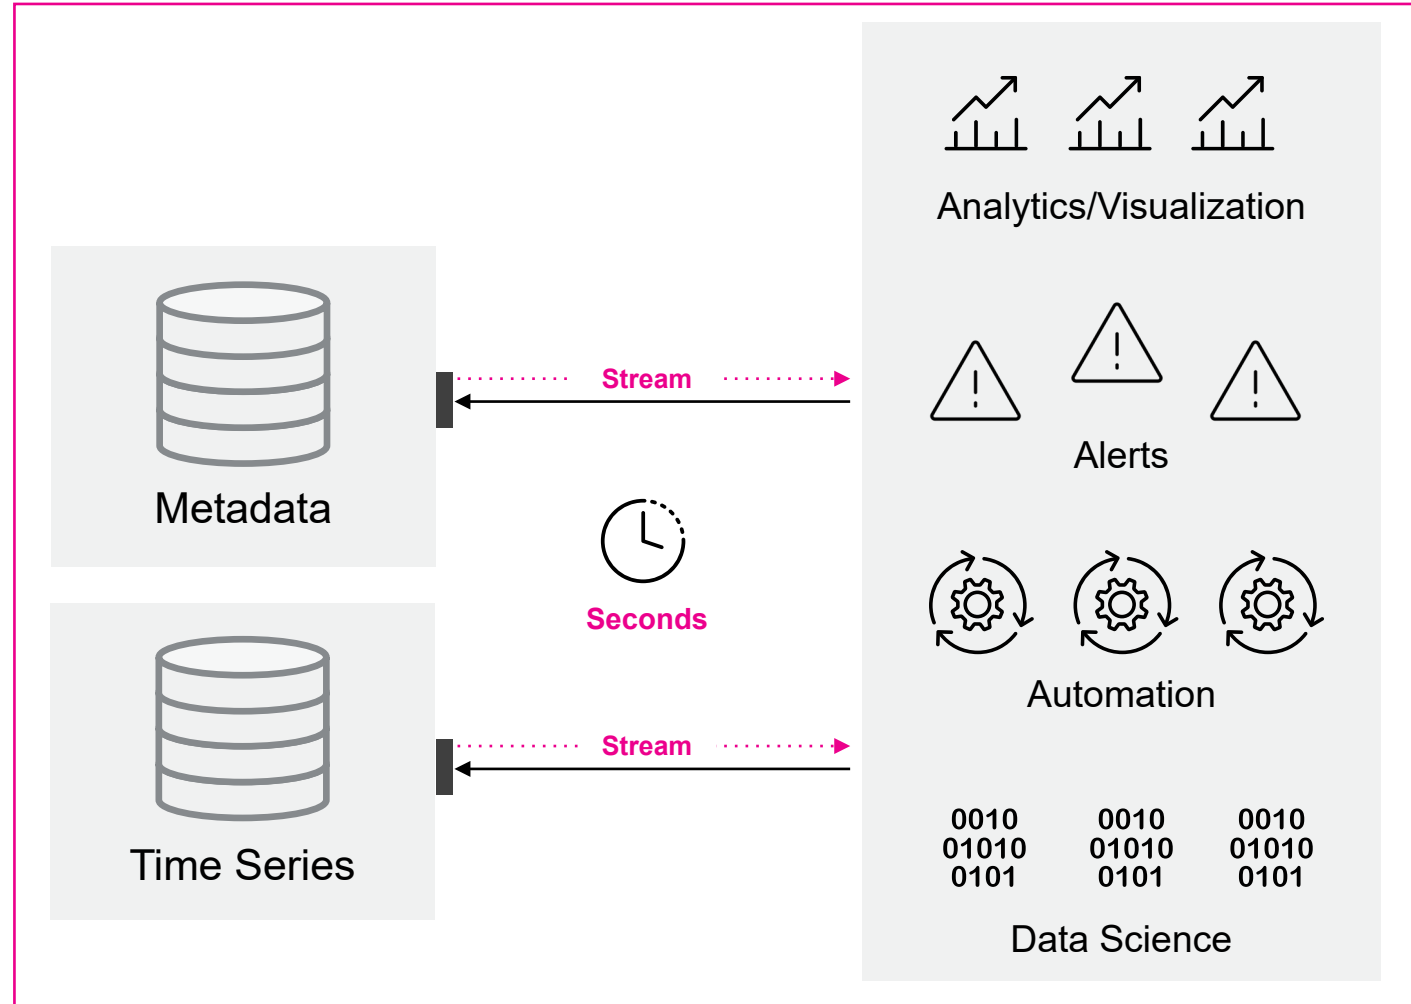 Analytics/Visualization
Metadata
Stream
Alerts
Seconds
Automation
Time Series
Stream
0010 0010 0010
01010 01010 01010
0101 0101 0101
Data Science